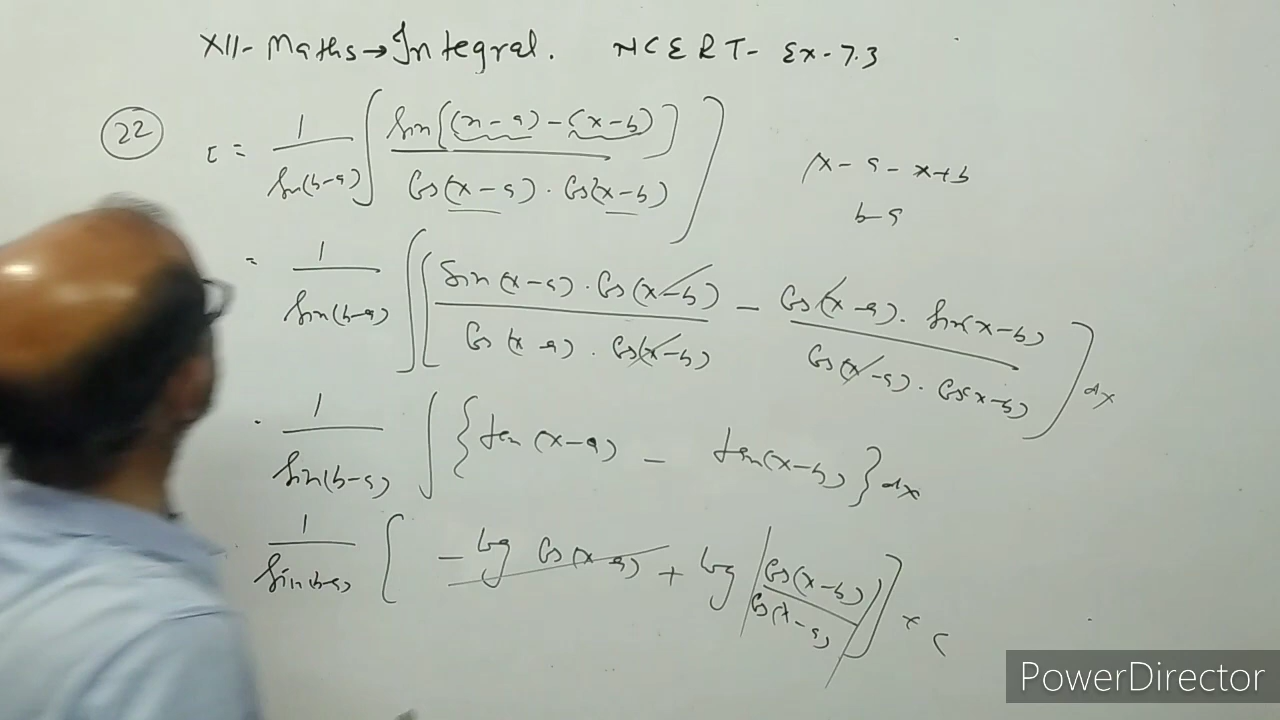 XII- Maths→Integral. NCERT- Ex-7.3
22
I = 1/Sin(b-a) ∫ [Sin[(x-a)-(x-b)] / Cos(x-a)·Cos(x-b)]
x-a-x+b
b-a
= 1/Sin(b-a) ∫ [Sin(x-a)·Cos(x-b) / Cos(x-a)·Cos(x-b) - Cos(x-a)·Sin(x-b) / Cos(x-a)·Cos(x-b)] dx
1/Sin(b-a) ∫ {tan(x-a) - tan(x-b)} dx
1/Sin(b-a) [-log Cos(x-a) + log |Cos(x-b) / Cos(x-a)|] + C
PowerDirector